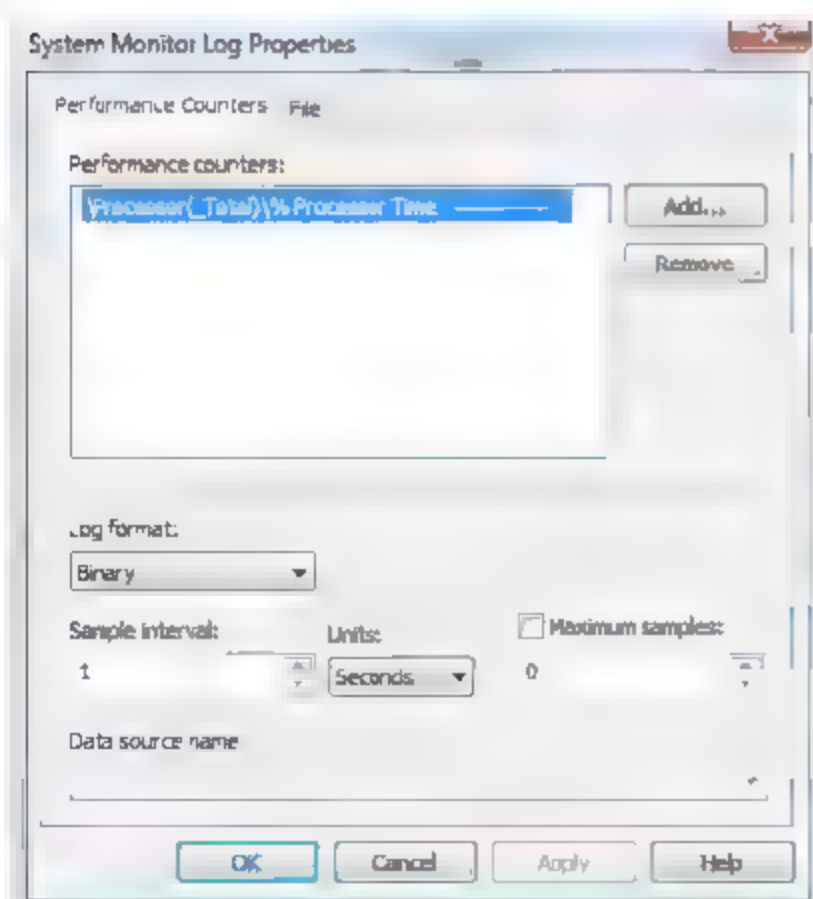 System Monitor Log Properties
Performance Counters File
Performance counters:
\Processor(_Total)\% Processor Time
Add...
Remove
Log format:
Binary
Sample interval: Units: Maximum samples:
1 Seconds 0
Data source name
OK Cancel Apply Help